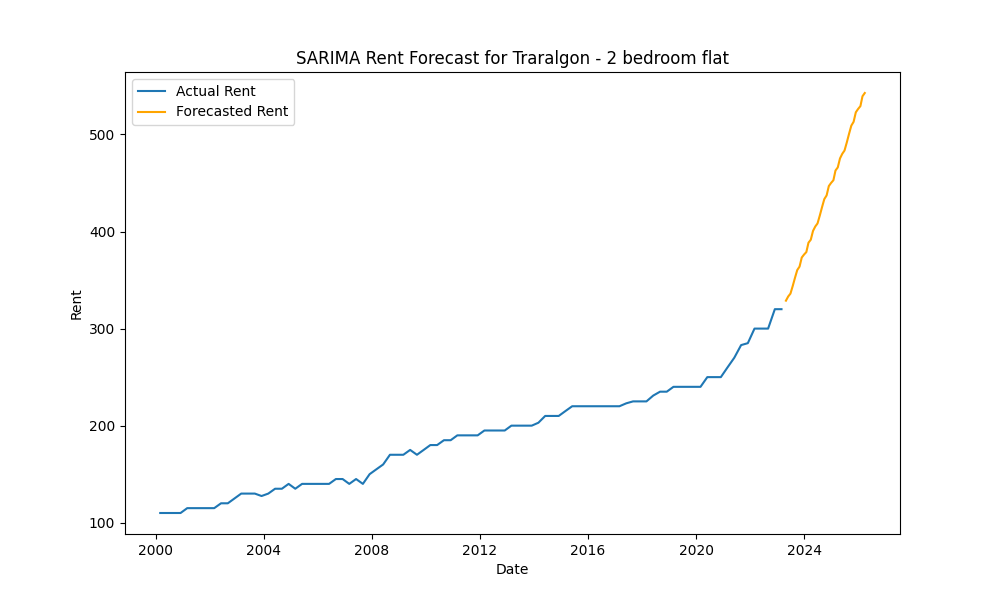 SARIMA Rent Forecast for Traralgon - 2 bedroom flat
Actual Rent
Forecasted Rent
500
400
300
200
100
Rent
2000 2004 2008 2012 2016 2020 2024
Date